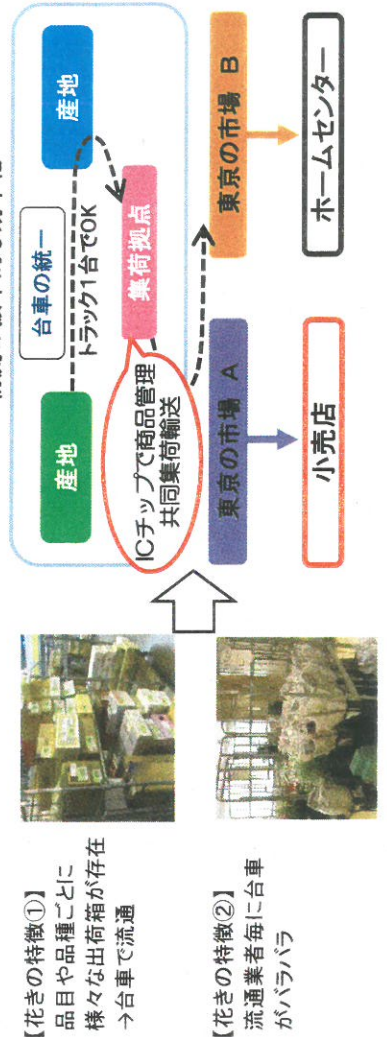 【花きの特徴①】
品目や品種ごとに
様々な出荷箱が存在
→台車で流通
【花きの特徴②】
流通業者毎に台車
がバラバラ
産地
台車の統一
トラック1台でOK
産地
集荷拠点
ICチップで商品管理
共同集荷輸送
東京の市場 A
東京の市場 B
小売店
ホームセンター